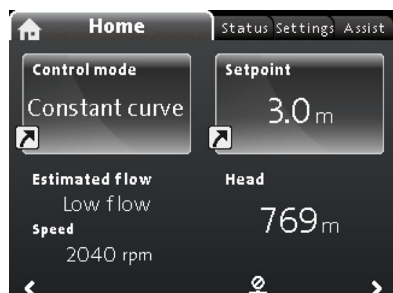 Home
Status Settings Assist
Control mode
Setpoint
Constant curve
3.0 m
Estimated flow
Head
Low flow
769 m
Speed
2040 rpm